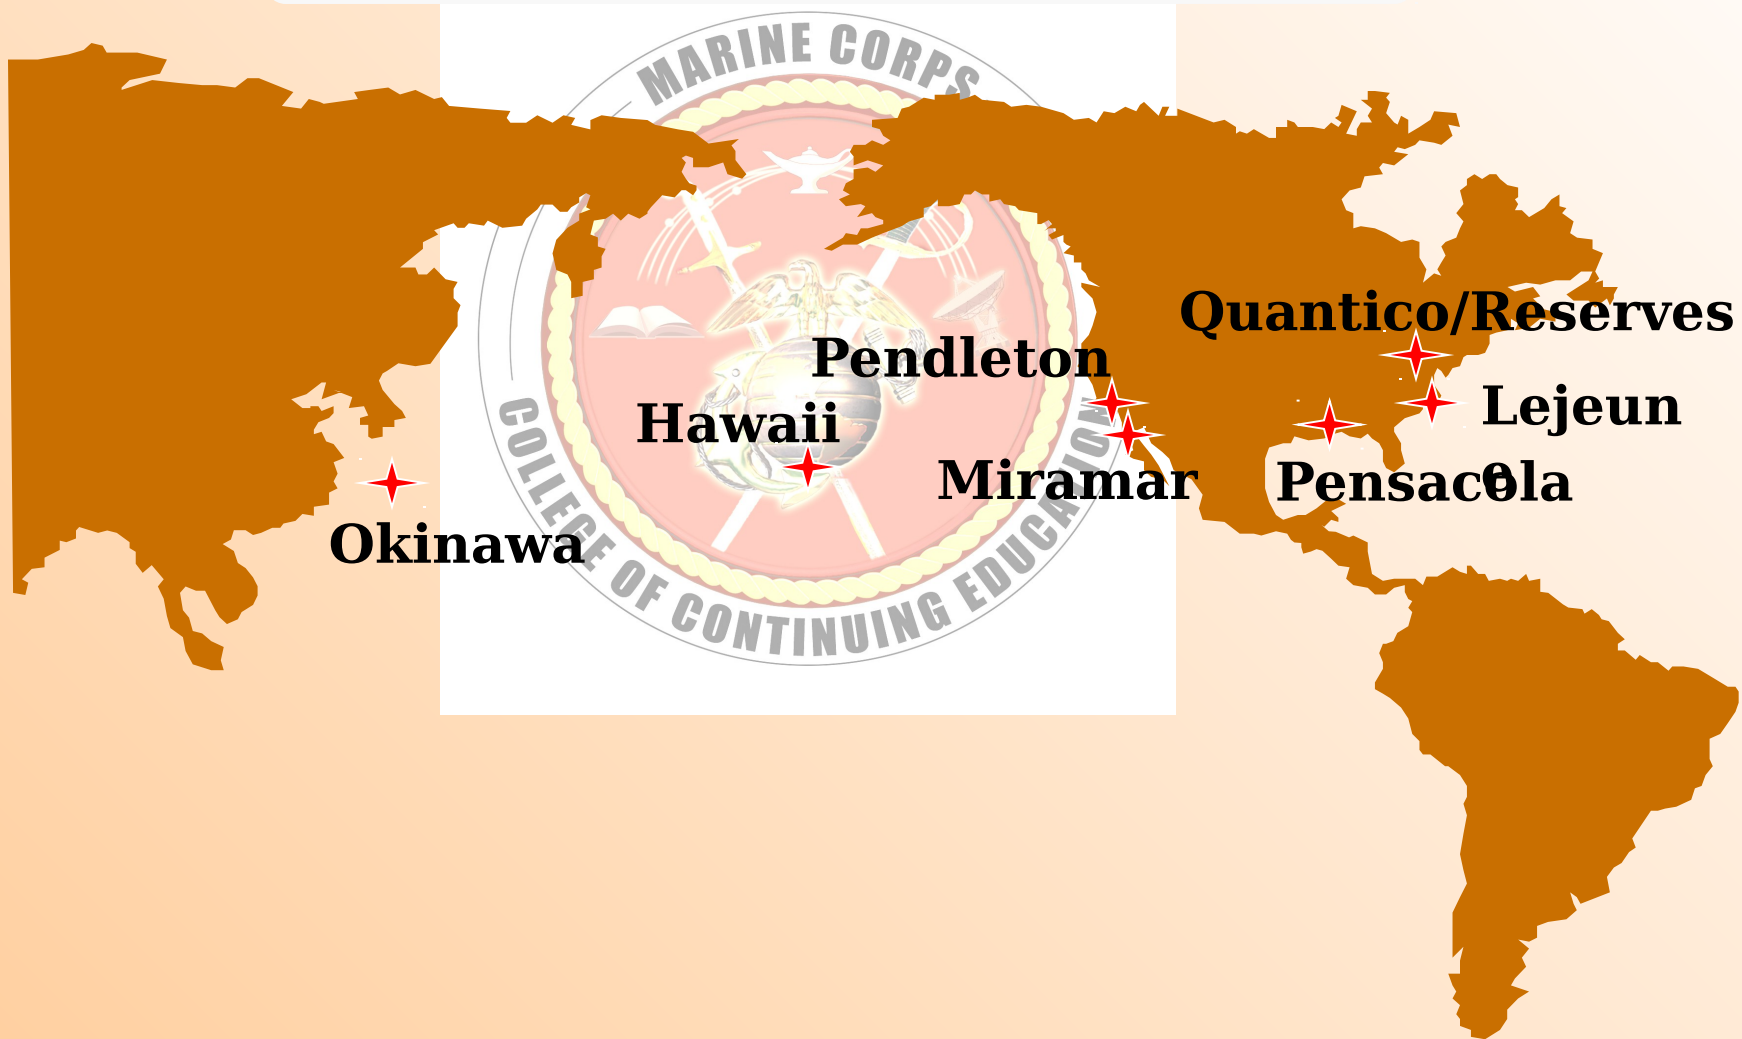 MARINE CORPS
Quantico/Reserves
Pendleton
Lejeun
e
Hawaii
Miramar
Pensacola
Okinawa
COLLEGE OF CONTINUING EDUCATION